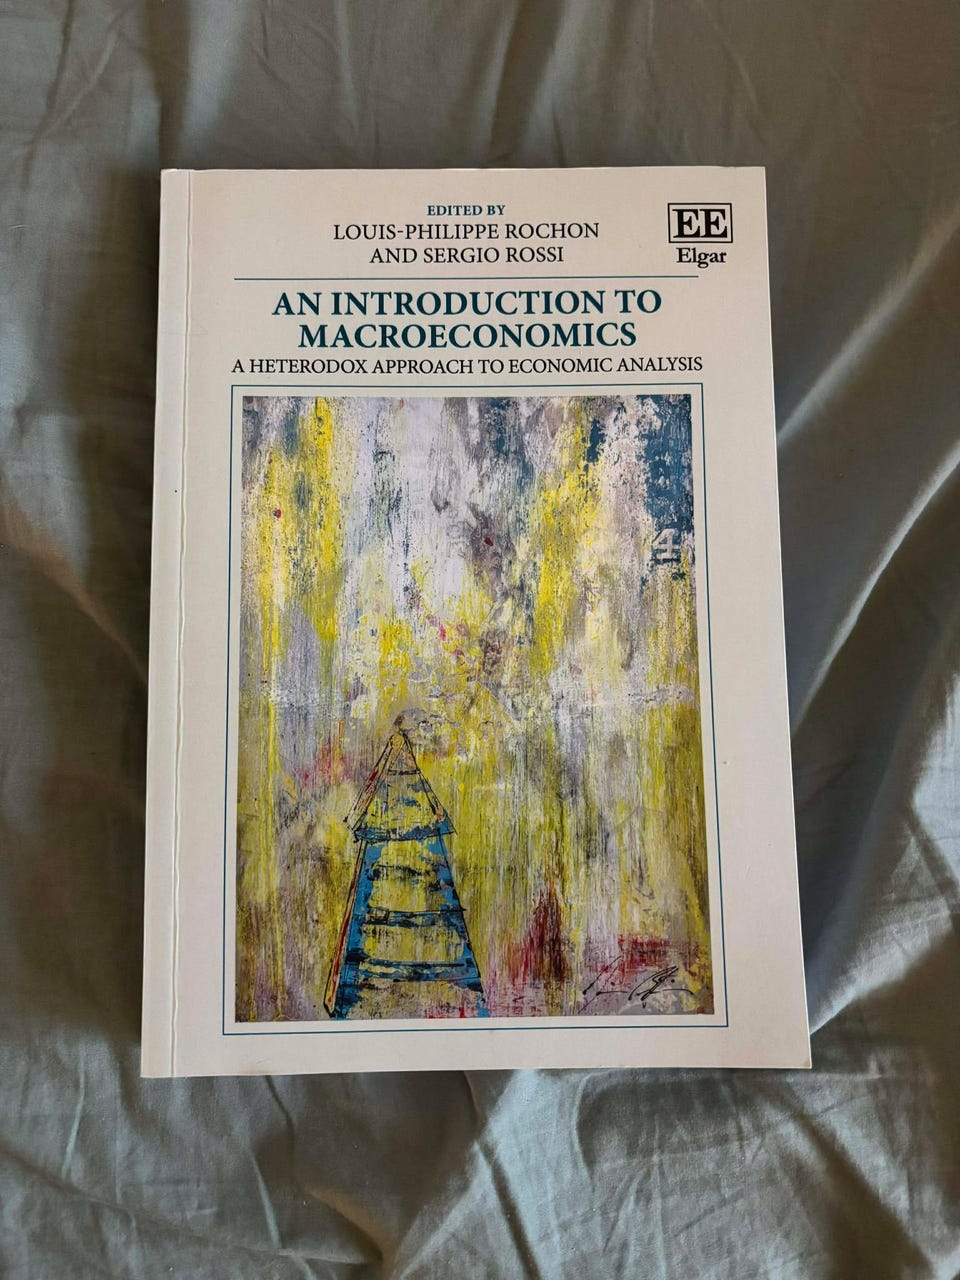 EDITED BY
LOUIS-PHILIPPE ROCHON
AND SERGIO ROSSI
EE
Elgar
AN INTRODUCTION TO
MACROECONOMICS
A HETERODOX APPROACH TO ECONOMIC ANALYSIS